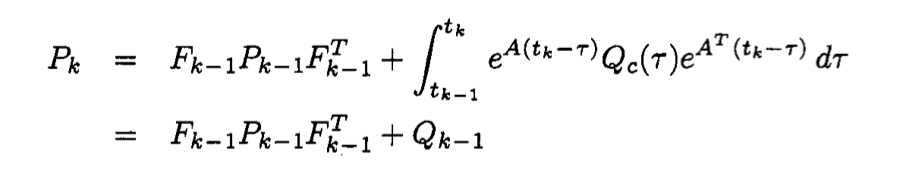 P_k = F_{k-1}P_{k-1}F_{k-1}^T + \int_{t_{k-1}}^{t_k} e^{A(t_k-\tau)}Q_c(\tau)e^{A^T(t_k-\tau)} d\tau
= F_{k-1}P_{k-1}F_{k-1}^T + Q_{k-1}